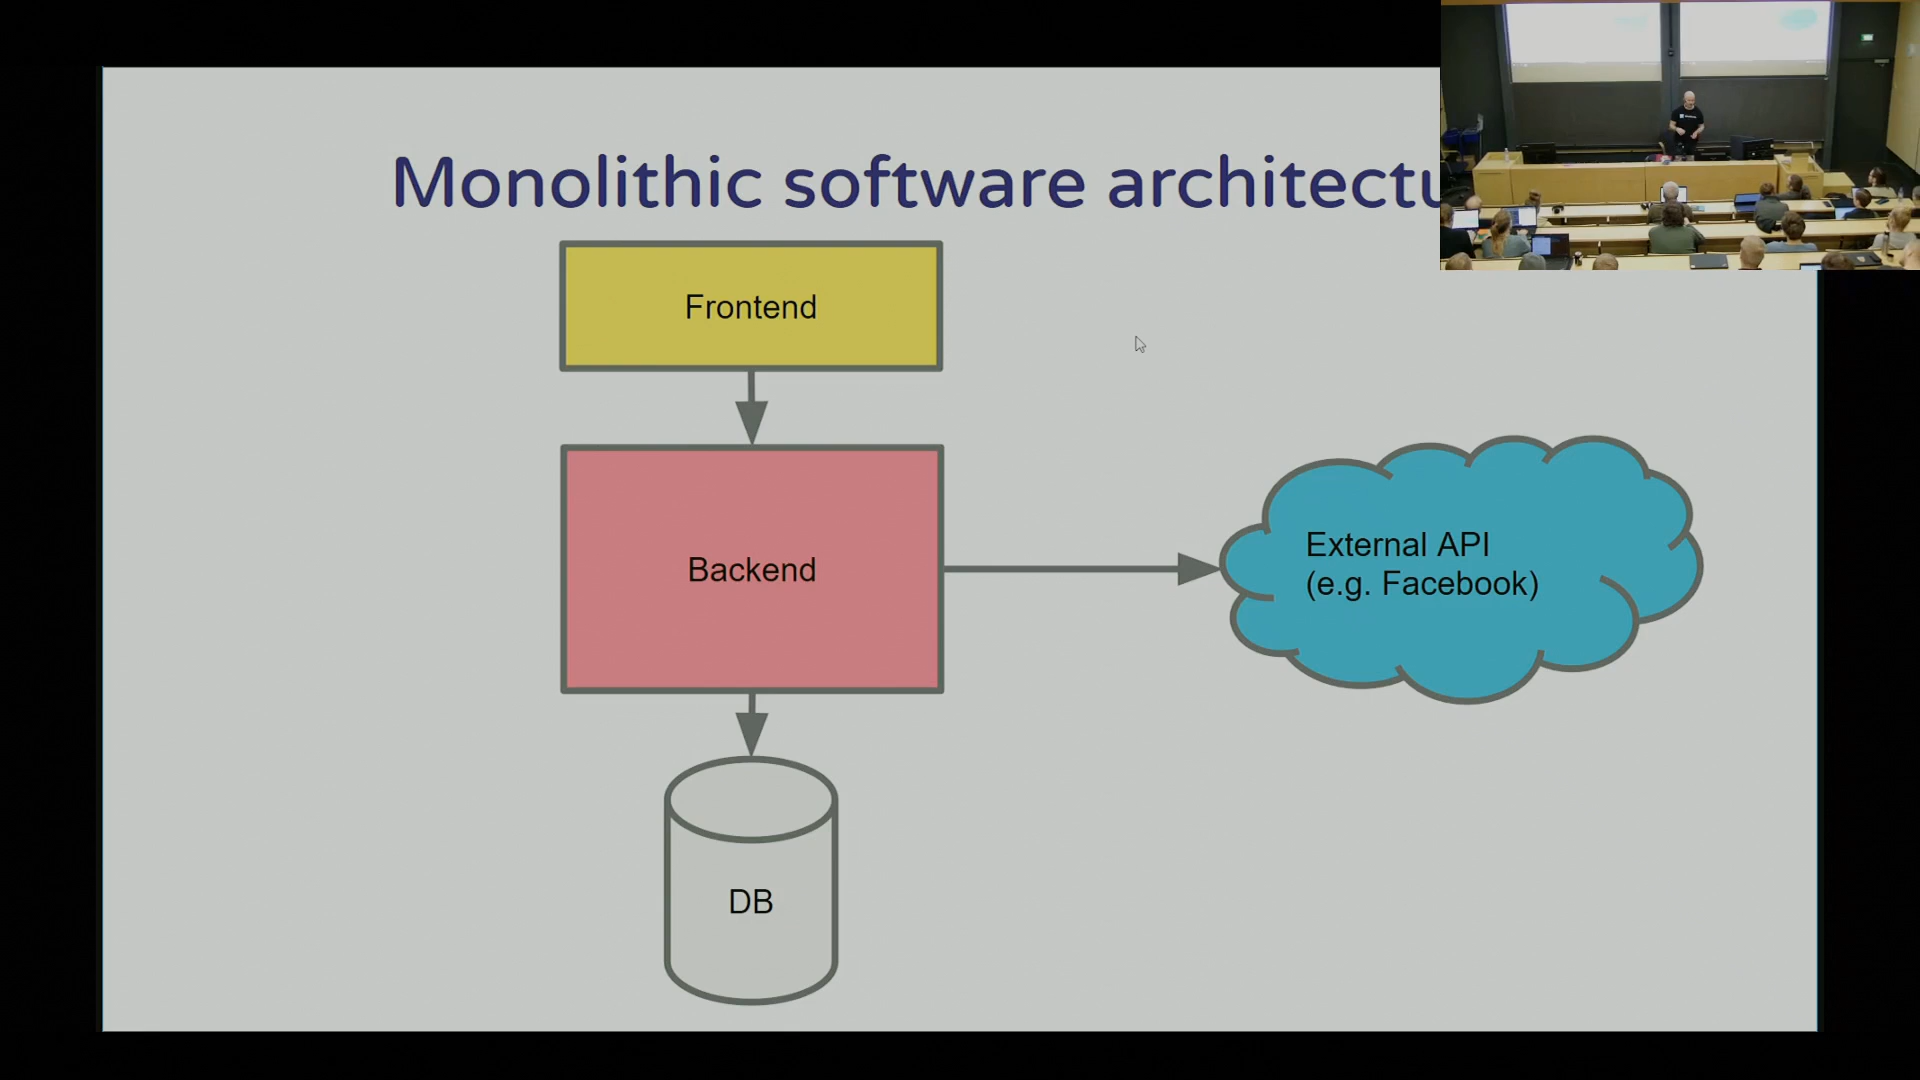 Monolithic software architectu
Frontend
Backend
External API
(e.g. Facebook)
DB